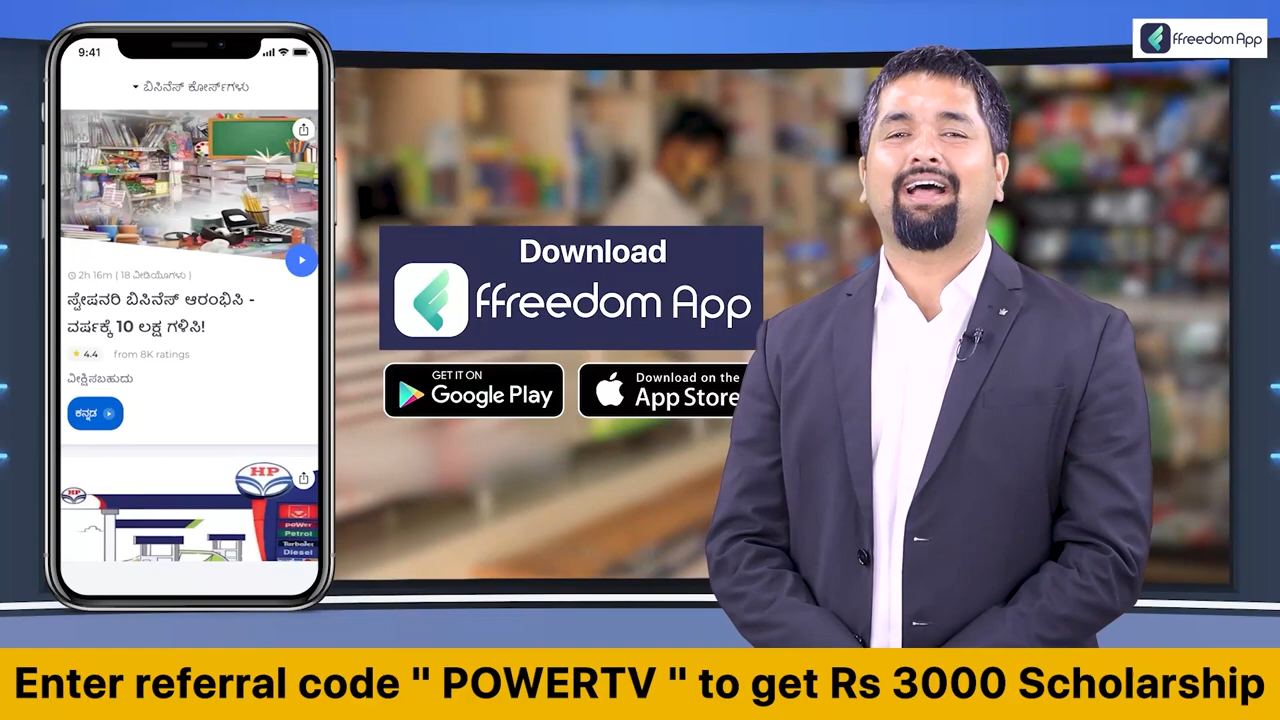 9:41
ಬಿಸಿನೆಸ್ ಕೋರ್ಸ್‌ಗಳು
2h 16m ( 18 ವೀಡಿಯೊಗಳು )
ಸ್ಟೇಷನರಿ ಬಿಸಿನೆಸ್ ಆರಂಭಿಸಿ -
ವರ್ಷಕ್ಕೆ 10 ಲಕ್ಷ ಗಳಿಸಿ!
4.4 from 8K ratings
ವೀಕ್ಷಿಸಬಹುದು
ಕನ್ನಡ
HP
HP
power
Petrol
Turbojet
Diesel
Download
ffreedom App
GET IT ON
Google Play
Download on the
App Store
ffreedom App
Enter referral code " POWERTV " to get Rs 3000 Scholarship